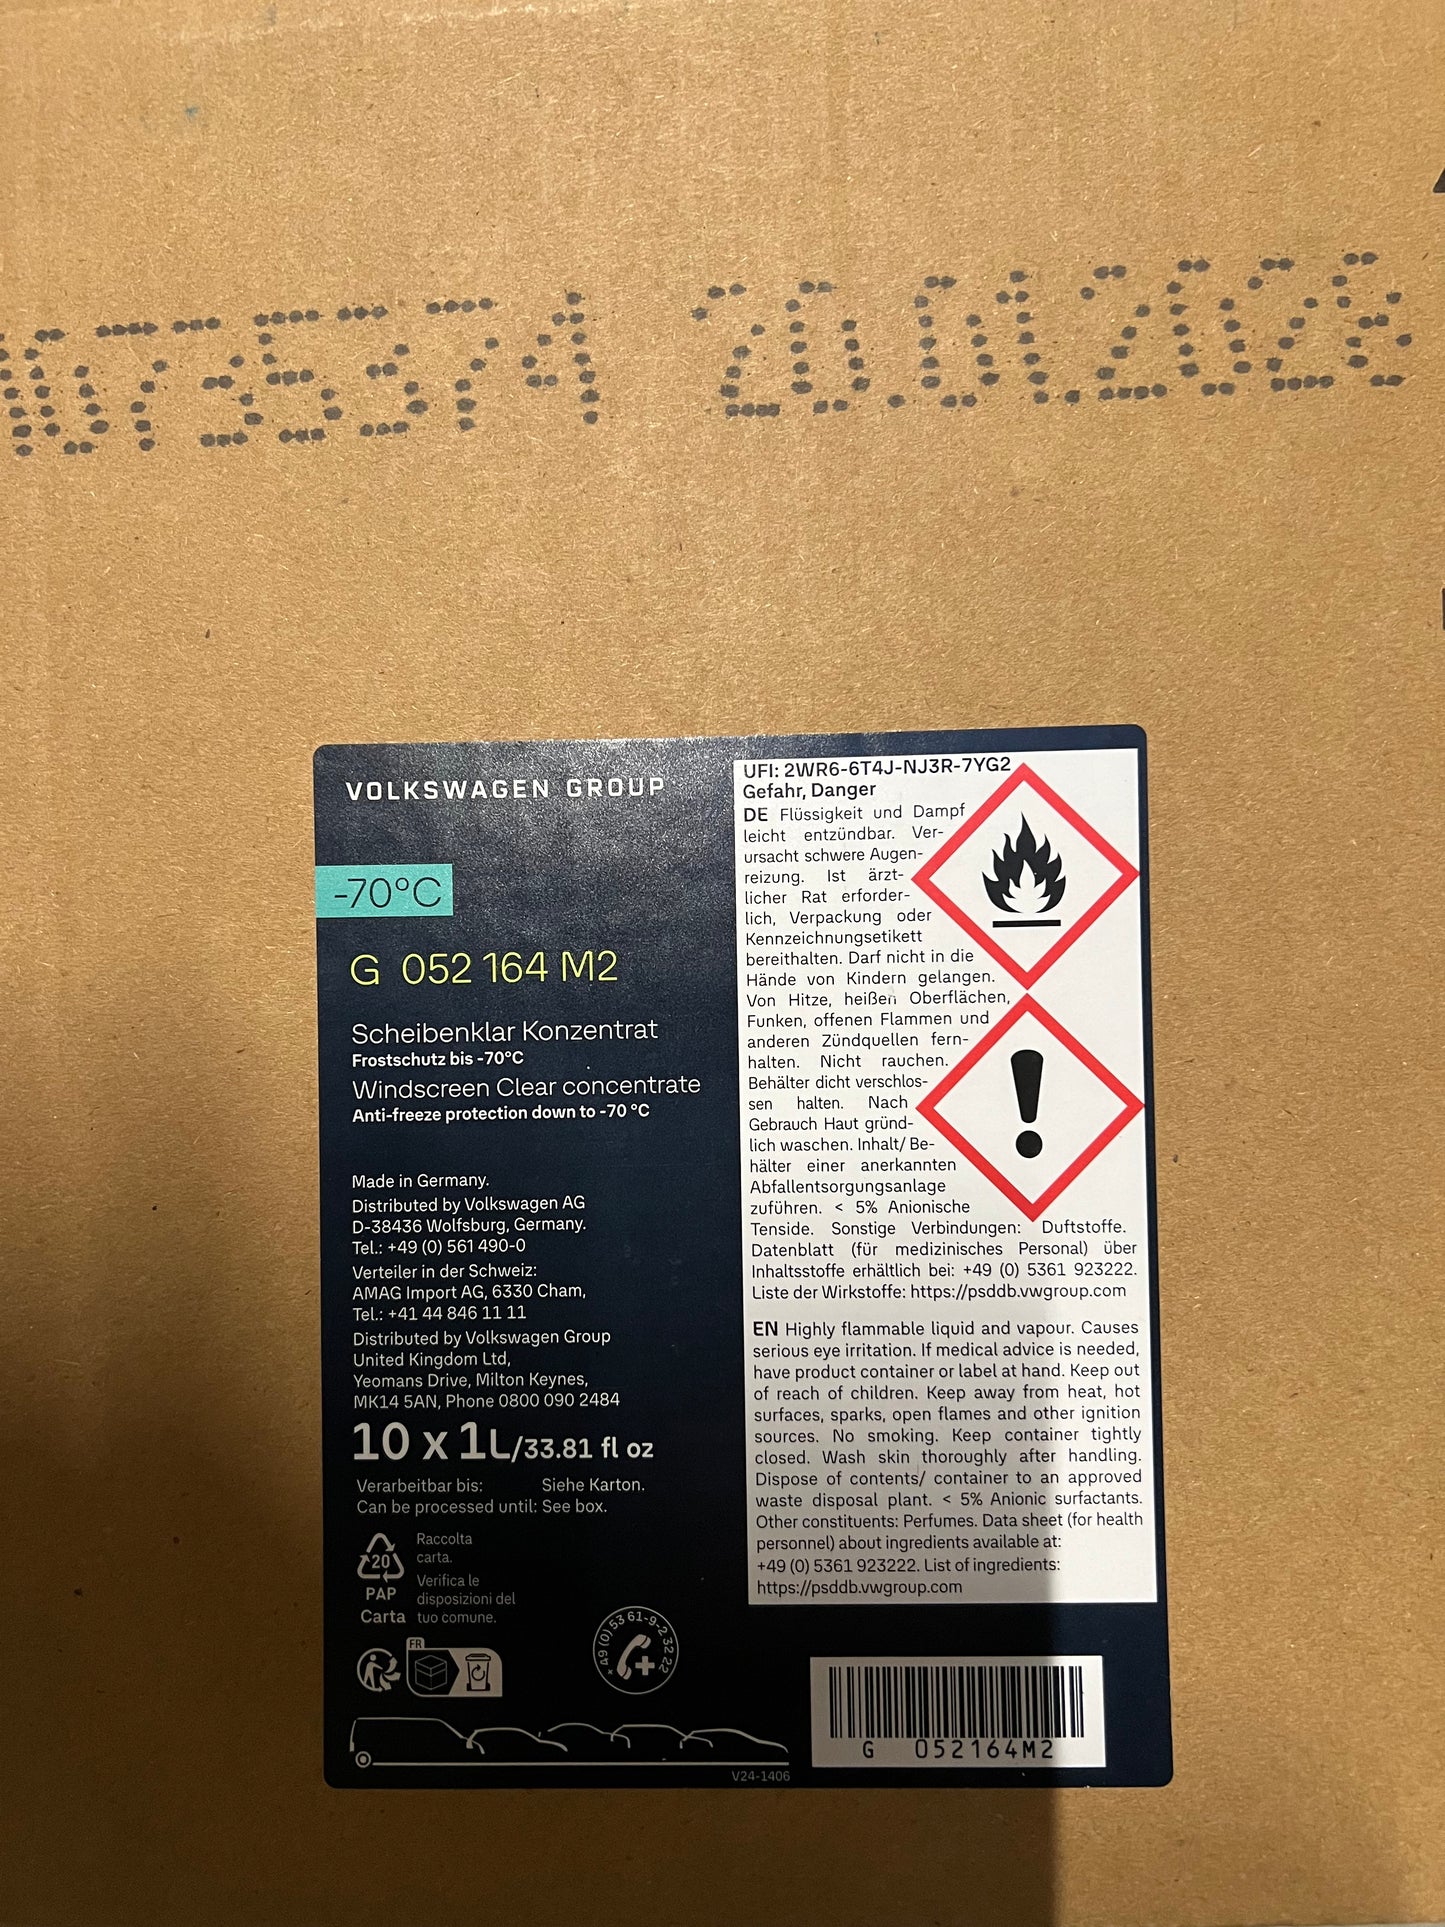 0735374 20.01.2028
VOLKSWAGEN GROUP
-70°C
G 052 164 M2
Scheibenklar Konzentrat
Frostschutz bis -70°C
Windscreen Clear concentrate
Anti-freeze protection down to -70 °C
Made in Germany.
Distributed by Volkswagen AG
D-38436 Wolfsburg, Germany.
Tel.: +49 (0) 561 490-0
Verteiler in der Schweiz:
AMAG Import AG, 6330 Cham,
Tel.: +41 44 846 11 11
Distributed by Volkswagen Group
United Kingdom Ltd,
Yeomans Drive, Milton Keynes,
MK14 5AN, Phone 0800 090 2484
10 x 1L/33.81 fl oz
Verarbeitbar bis: Siehe Karton.
Can be processed until: See box.
20
PAP
Carta
Raccolta
carta.
Verifica le
disposizioni del
tuo comune.
FR
+49 (0) 53 61-9-2 32 22
V24-1406
UFI: 2WR6-6T4J-NJ3R-7YG2
Gefahr, Danger
DE Flüssigkeit und Dampf
leicht entzündbar. Ver-
ursacht schwere Augen-
reizung. Ist ärzt-
licher Rat erforder-
lich, Verpackung oder
Kennzeichnungsetikett
bereithalten. Darf nicht in die
Hände von Kindern gelangen.
Von Hitze, heißen Oberflächen,
Funken, offenen Flammen und
anderen Zündquellen fern-
halten. Nicht rauchen.
Behälter dicht verschlos-
sen halten. Nach
Gebrauch Haut gründ-
lich waschen. Inhalt/ Be-
hälter einer anerkannten
Abfallentsorgungsanlage
zuführen. < 5% Anionische
Tenside. Sonstige Verbindungen: Duftstoffe.
Datenblatt (für medizinisches Personal) über
Inhaltsstoffe erhältlich bei: +49 (0) 5361 923222.
Liste der Wirkstoffe: https://psddb.vwgroup.com
EN Highly flammable liquid and vapour. Causes
serious eye irritation. If medical advice is needed,
have product container or label at hand. Keep out
of reach of children. Keep away from heat, hot
surfaces, sparks, open flames and other ignition
sources. No smoking. Keep container tightly
closed. Wash skin thoroughly after handling.
Dispose of contents/ container to an approved
waste disposal plant. < 5% Anionic surfactants.
Other constituents: Perfumes. Data sheet (for health
personnel) about ingredients available at:
+49 (0) 5361 923222. List of ingredients:
https://psddb.vwgroup.com
G 052164M2